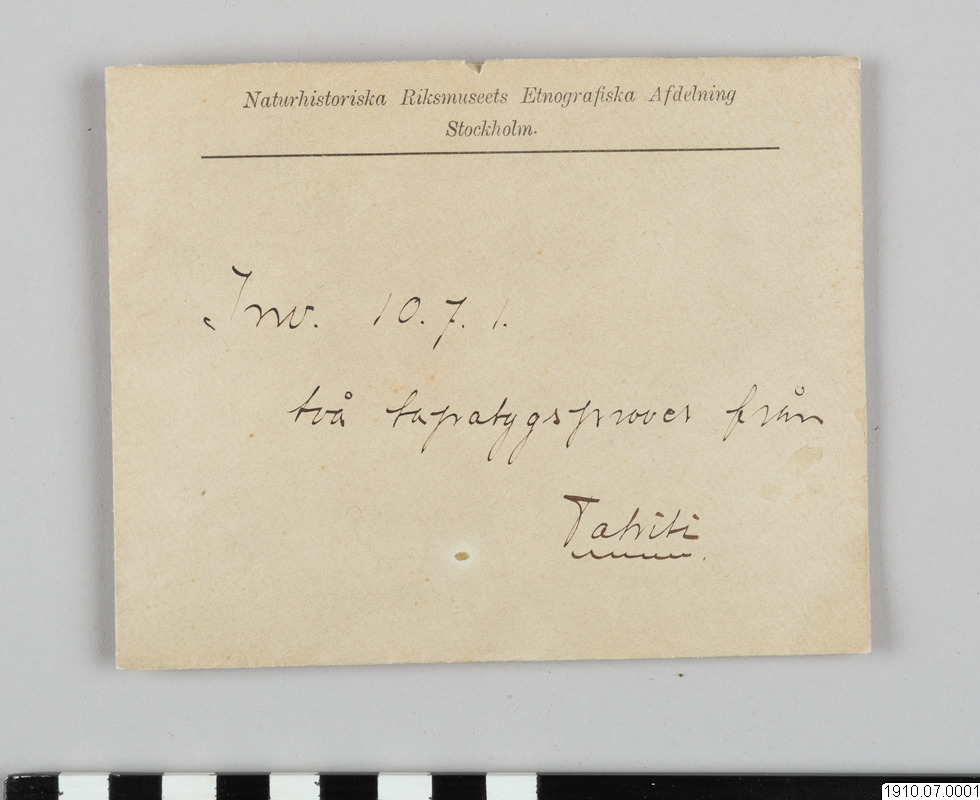 Naturhistoriska Riksmuseets Etnografiska Afdelning
Stockholm.
Inv. 10.7.1.
två tapatygsprover från
Tahiti
1910.07.0001